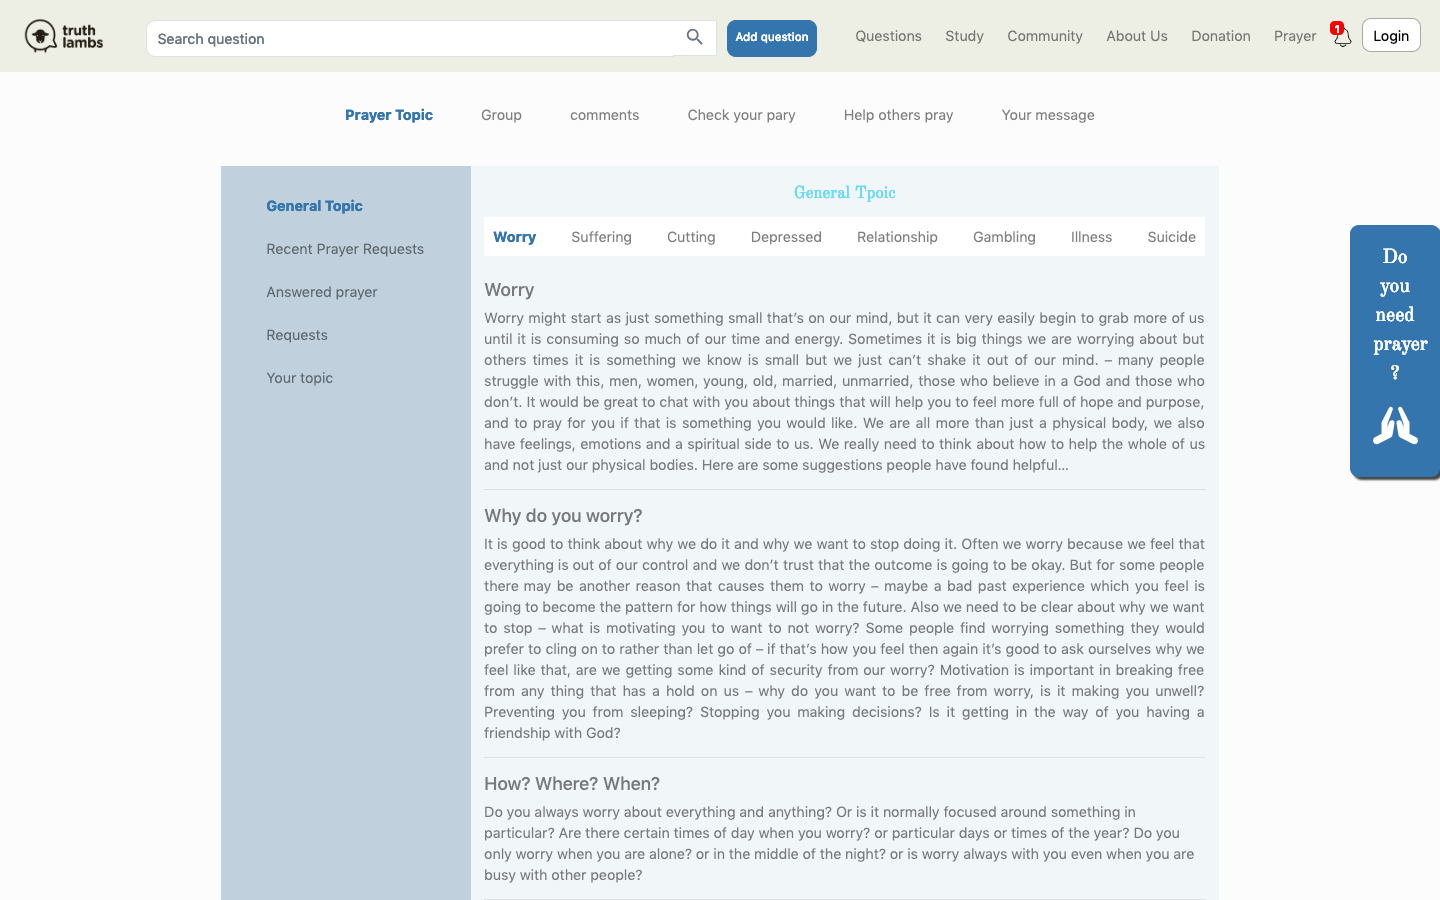 truth lambs
Search question
Add question
Questions Study Community About Us Donation Prayer 1 Login
Prayer Topic Group comments Check your pary Help others pray Your message
General Topic
Recent Prayer Requests
Answered prayer
Requests
Your topic
General Tpoic
Worry Suffering Cutting Depressed Relationship Gambling Illness Suicide
Worry
Worry might start as just something small that’s on our mind, but it can very easily begin to grab more of us
until it is consuming so much of our time and energy. Sometimes it is big things we are worrying about but
others times it is something we know is small but we just can’t shake it out of our mind. – many people
struggle with this, men, women, young, old, married, unmarried, those who believe in a God and those who
don’t. It would be great to chat with you about things that will help you to feel more full of hope and purpose,
and to pray for you if that is something you would like. We are all more than just a physical body, we also
have feelings, emotions and a spiritual side to us. We really need to think about how to help the whole of us
and not just our physical bodies. Here are some suggestions people have found helpful...
Why do you worry?
It is good to think about why we do it and why we want to stop doing it. Often we worry because we feel that
everything is out of our control and we don’t trust that the outcome is going to be okay. But for some people
there may be another reason that causes them to worry – maybe a bad past experience which you feel is
going to become the pattern for how things will go in the future. Also we need to be clear about why we want
to stop – what is motivating you to want to not worry? Some people find worrying something they would
prefer to cling on to rather than let go of – if that’s how you feel then again it’s good to ask ourselves why we
feel like that, are we getting some kind of security from our worry? Motivation is important in breaking free
from any thing that has a hold on us – why do you want to be free from worry, is it making you unwell?
Preventing you from sleeping? Stopping you making decisions? Is it getting in the way of you having a
friendship with God?
How? Where? When?
Do you always worry about everything and anything? Or is it normally focused around something in
particular? Are there certain times of day when you worry? or particular days or times of the year? Do you
only worry when you are alone? or in the middle of the night? or is worry always with you even when you are
busy with other people?
Do
you
need
prayer
?